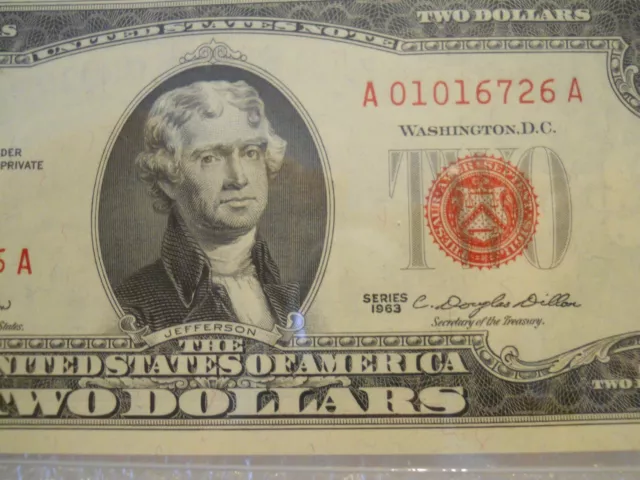 S TWO DOLLARS
UNITED STATES NOTE
A 01016726 A
WASHINGTON, D.C.
DER
PRIVATE
TWO
6 A
SERIES
1963
C. Douglas Dillon
Secretary of the Treasury.
JEFFERSON
THE
UNITED STATES OF AMERICA
TWO DOLLARS
TWO